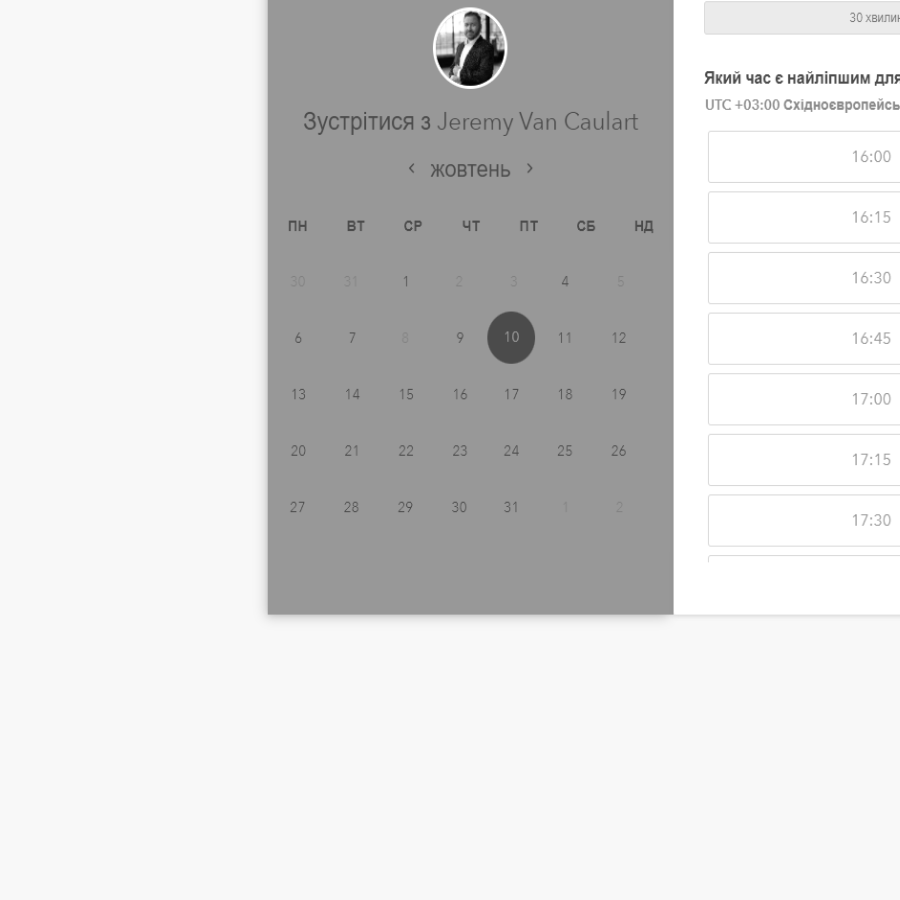 Зустрітися з Jeremy Van Caulart
‹ жовтень ›
ПН ВТ СР ЧТ ПТ СБ НД
30 31 1 2 3 4 5
6 7 8 9 10 11 12
13 14 15 16 17 18 19
20 21 22 23 24 25 26
27 28 29 30 31 1 2
30
Який час є найліпшим для
UTC +03:00
16:00
16:15
16:30
16:45
17:00
17:15
17:30